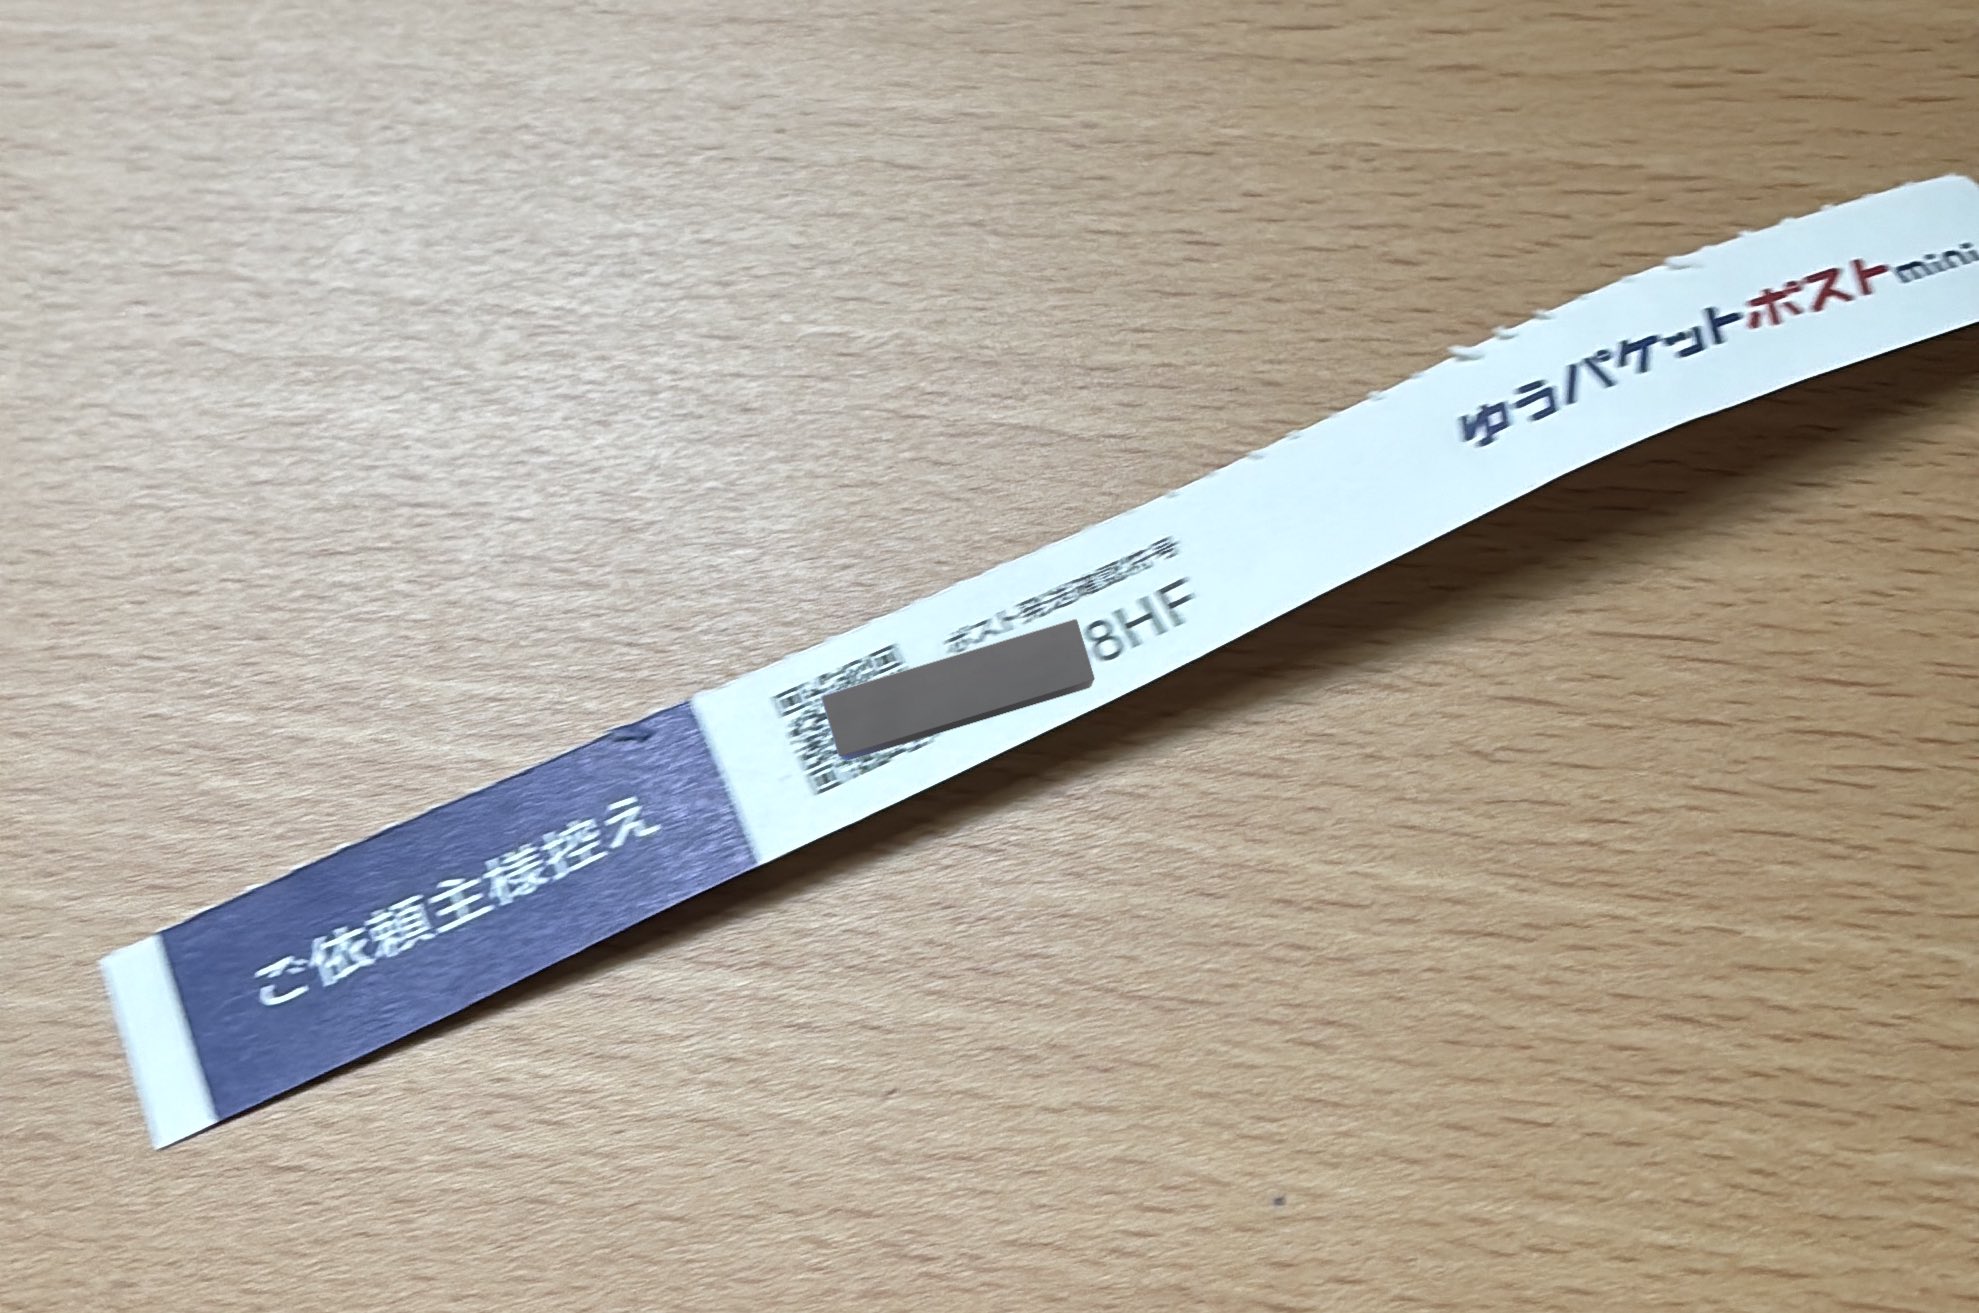 ご依頼主様控え
ポスト発送確認符号
8HF
ゆうパケットポストmini